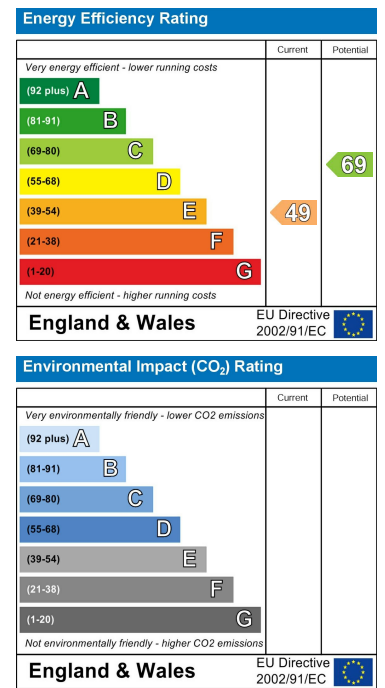 Energy Efficiency Rating
Current Potential
Very energy efficient - lower running costs
(92 plus) A
(81-91) B
(69-80) C
69
(55-68) D
(39-54) E
49
(21-38) F
(1-20) G
Not energy efficient - higher running costs
England & Wales
EU Directive
2002/91/EC
Environmental Impact (CO₂) Rating
Current Potential
Very environmentally friendly - lower CO2 emissions
(92 plus) A
(81-91) B
(69-80) C
(55-68) D
(39-54) E
(21-38) F
(1-20) G
Not environmentally friendly - higher CO2 emissions
England & Wales
EU Directive
2002/91/EC